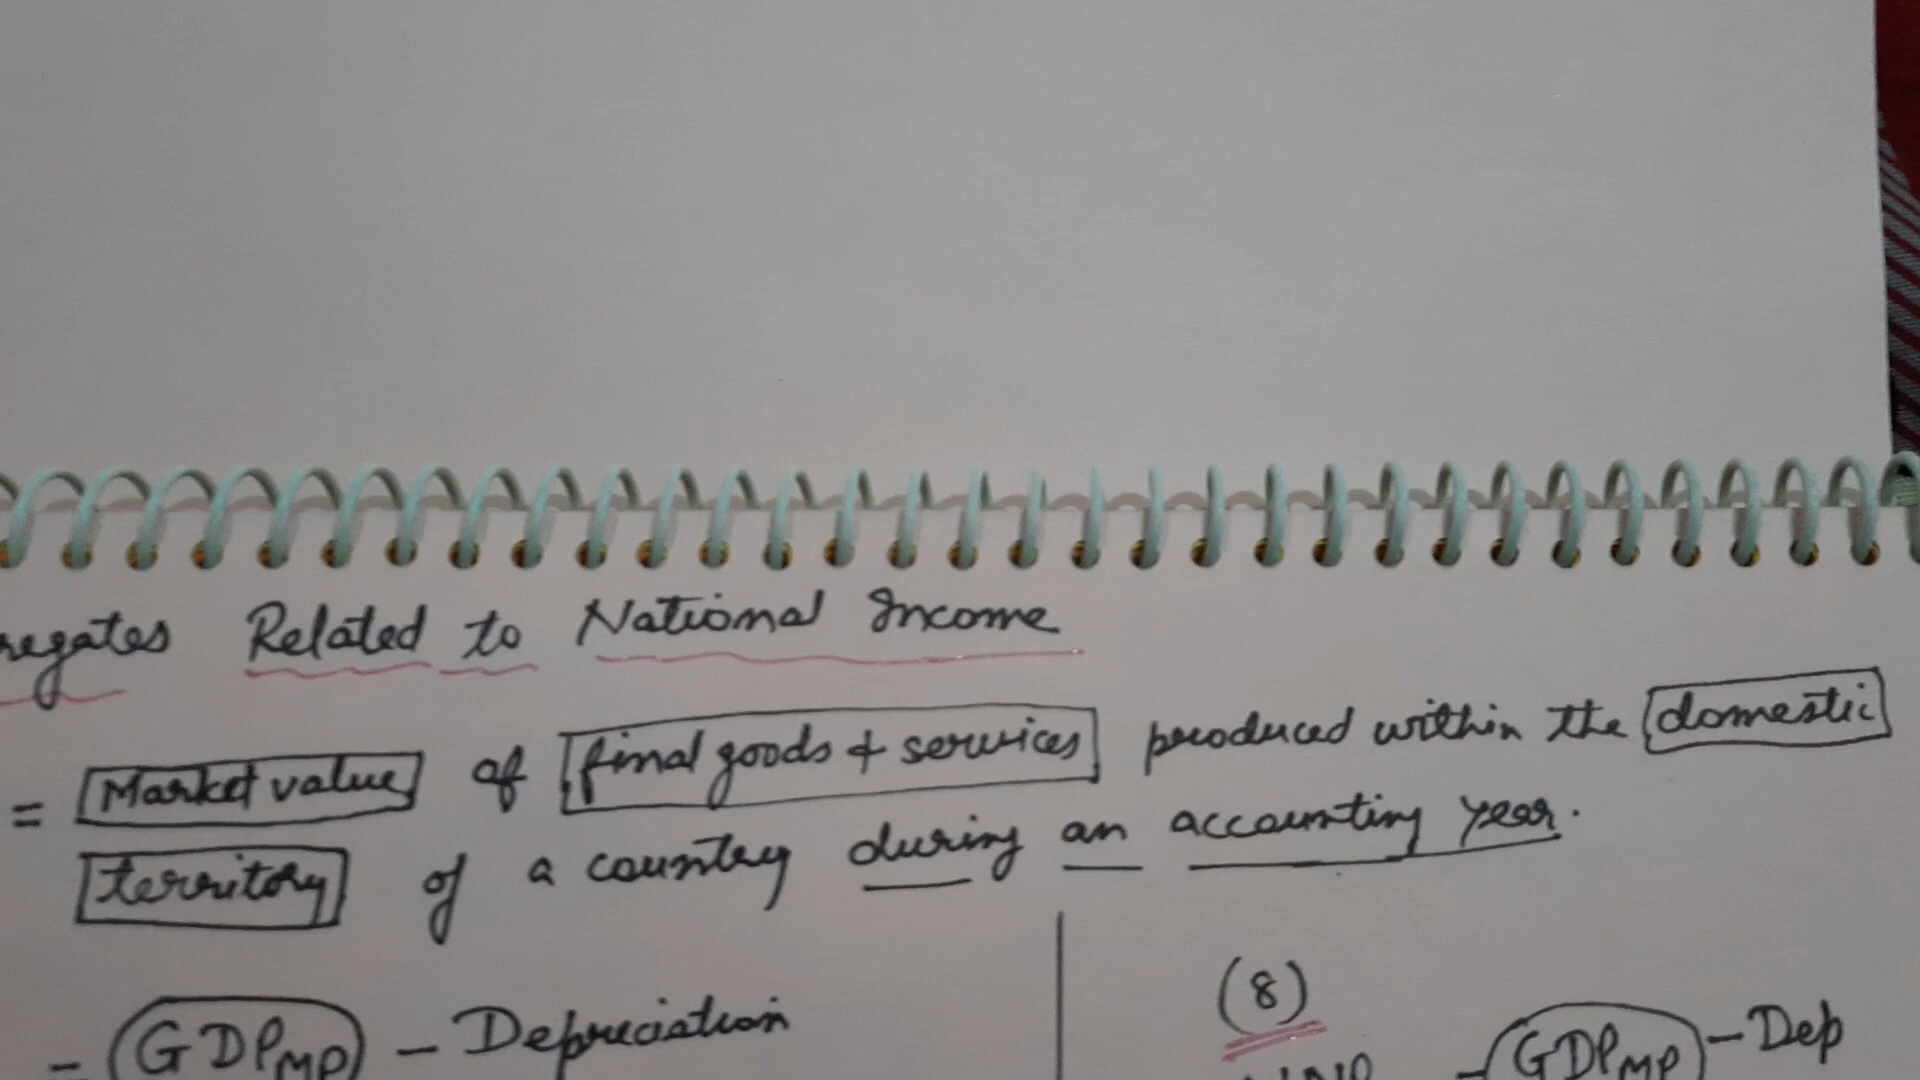 regates Related to National Income
= Market value of final goods + services produced within the domestic
territory of a country during an accounting year.
- GDPMP - Depreciation
(8)
- GDPMP - Dep